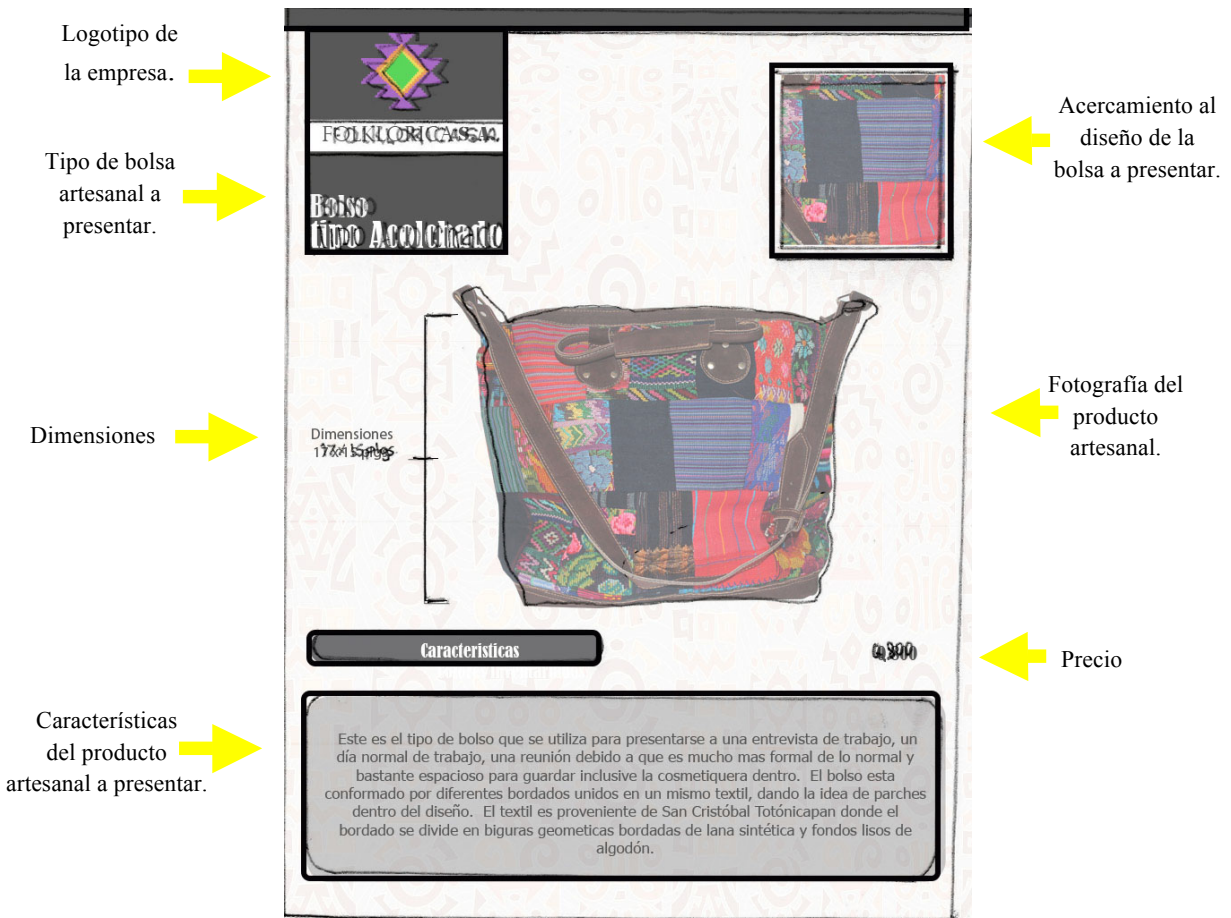 Logotipo de
la empresa.
Tipo de bolsa
artesanal a
presentar.
Bolso
tipo Acolchado
Acercamiento al
diseño de la
bolsa a presentar.
Dimensiones
Dimensiones
Fotografía del
producto
artesanal.
Caracteristicas
Precio
Característícas
del producto
artesanal a presentar.
Este es el tipo de bolso que se utiliza para presentarse a una entrevista de trabajo, un
día normal de trabajo, una reunión debido a que es mucho mas formal de lo normal y
bastante espacioso para guardar inclusive la cosmetiquera dentro. El bolso esta
conformado por diferentes bordados unidos en un mismo textil, dando la idea de parches
dentro del diseño. El textil es proveniente de San Cristóbal Totónicapan donde el
bordado se divide en biguras geometicas bordadas de lana sintética y fondos lisos de
algodón.